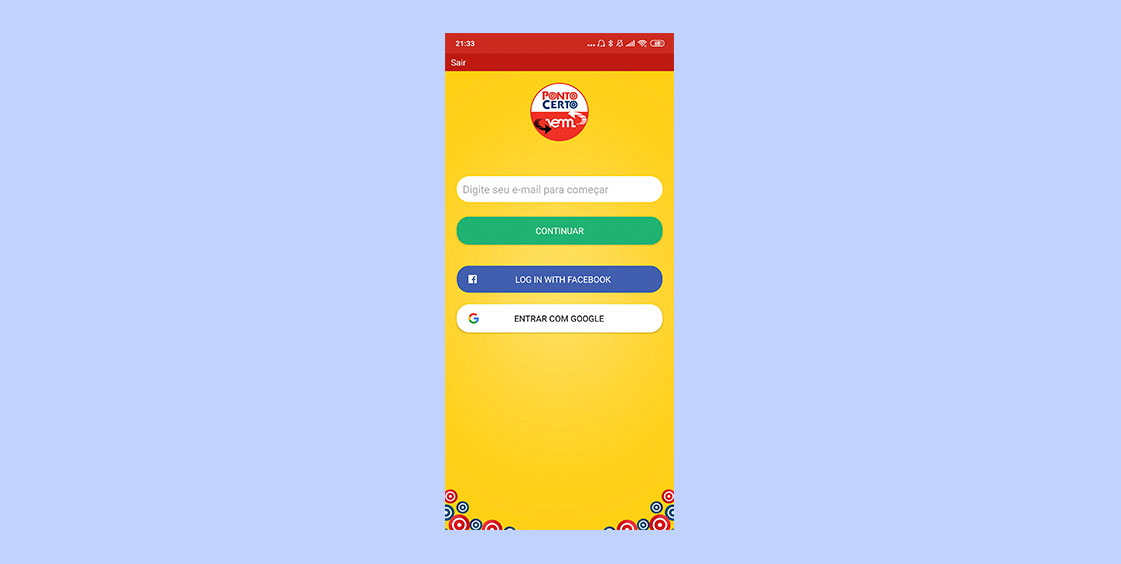 21:33
Sair
PONTO
CERTO
vem
Digite seu e-mail para começar
CONTINUAR
LOG IN WITH FACEBOOK
ENTRAR COM GOOGLE